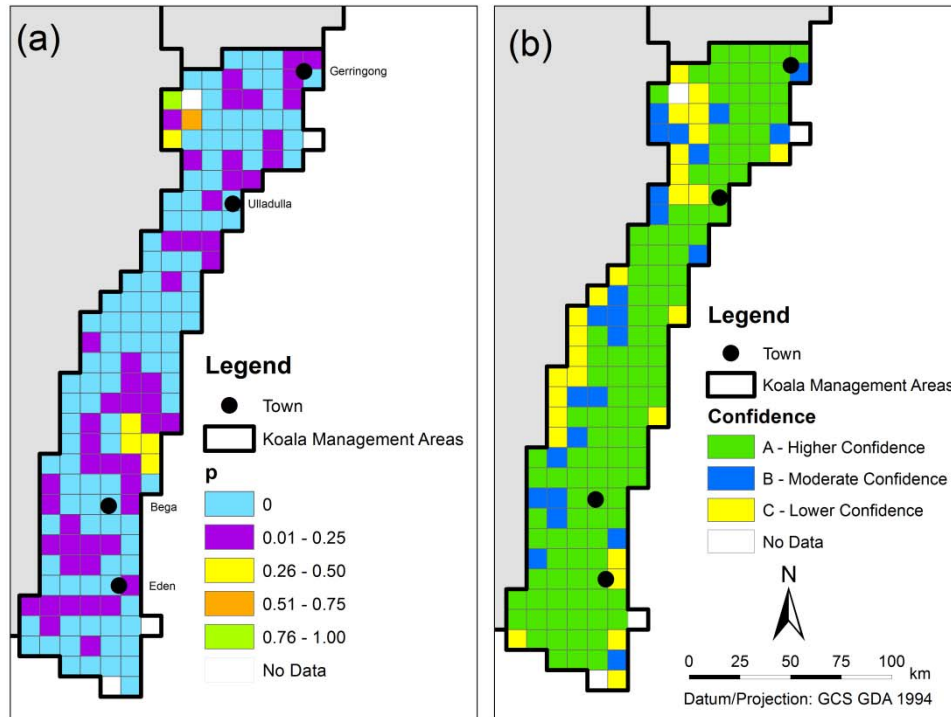 (a)
Gerringong
Ulladulla
Legend
Town
Koala Management Areas
p
0
0.01 - 0.25
0.26 - 0.50
0.51 - 0.75
0.76 - 1.00
No Data
Bega
Eden
(b)
Legend
Town
Koala Management Areas
Confidence
A - Higher Confidence
B - Moderate Confidence
C - Lower Confidence
No Data
N
0 25 50 75 100
km
Datum/Projection: GCS GDA 1994